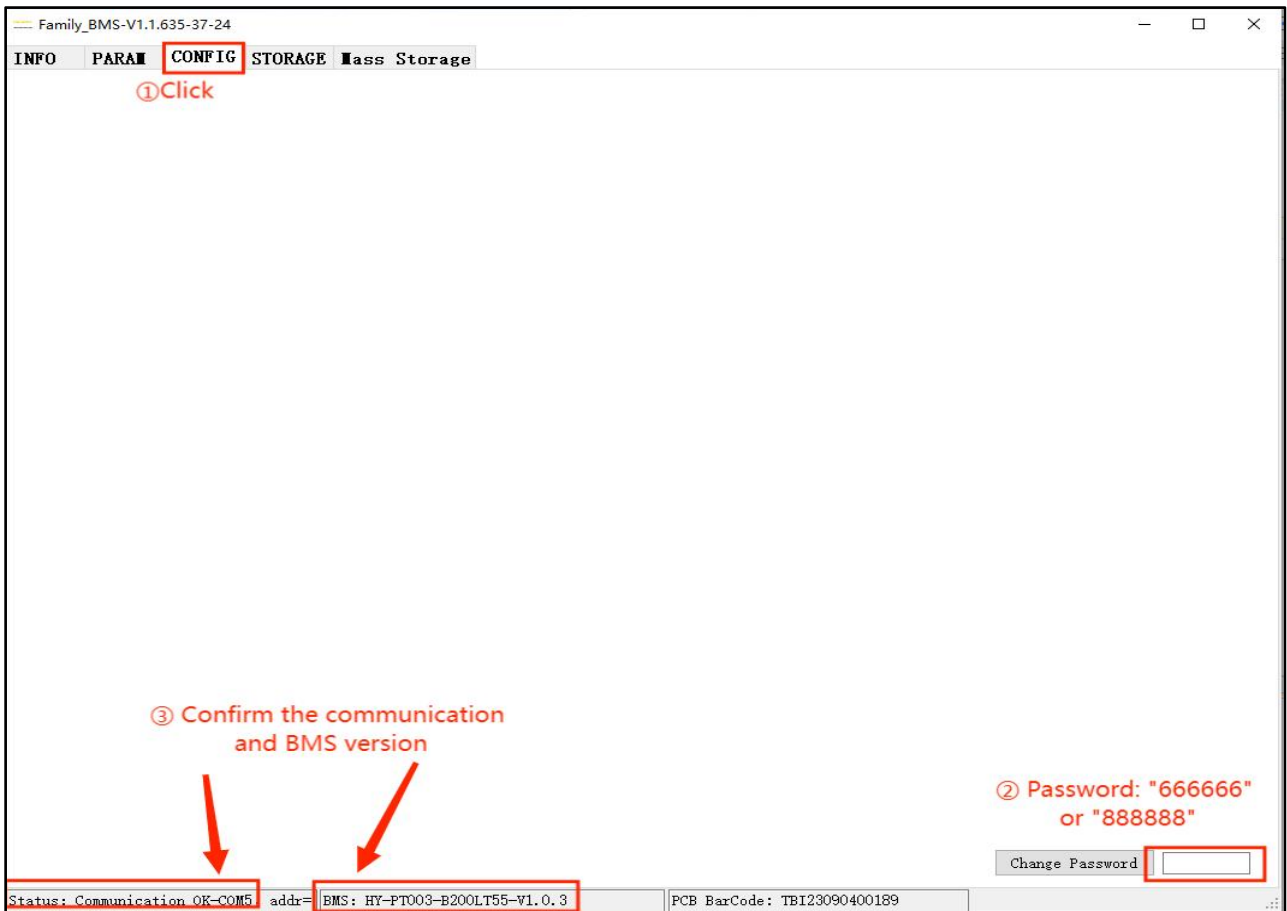 Family_BMS-V1.1.635-37-24
INFO PARAM CONFIG STORAGE Mass Storage
①Click
③ Confirm the communication
and BMS version
② Password: "666666"
or "888888"
Change Password
Status: Communication OK-COM5, addr= BMS: HY-PT003-B200LT55-V1.0.3 PCB BarCode: TBI23090400189